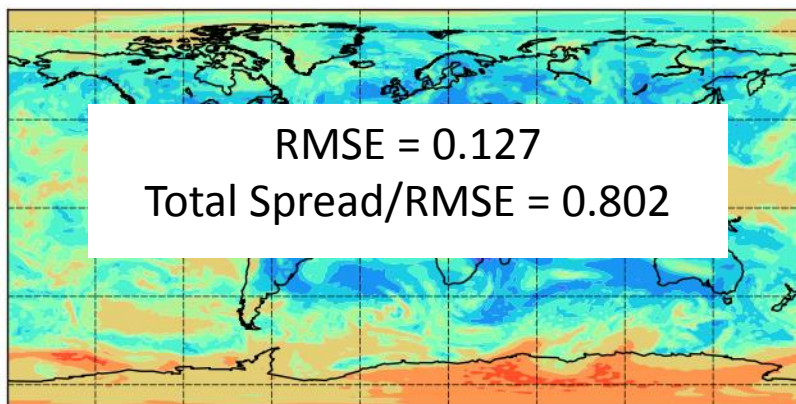 RMSE = 0.127
Total Spread/RMSE = 0.802